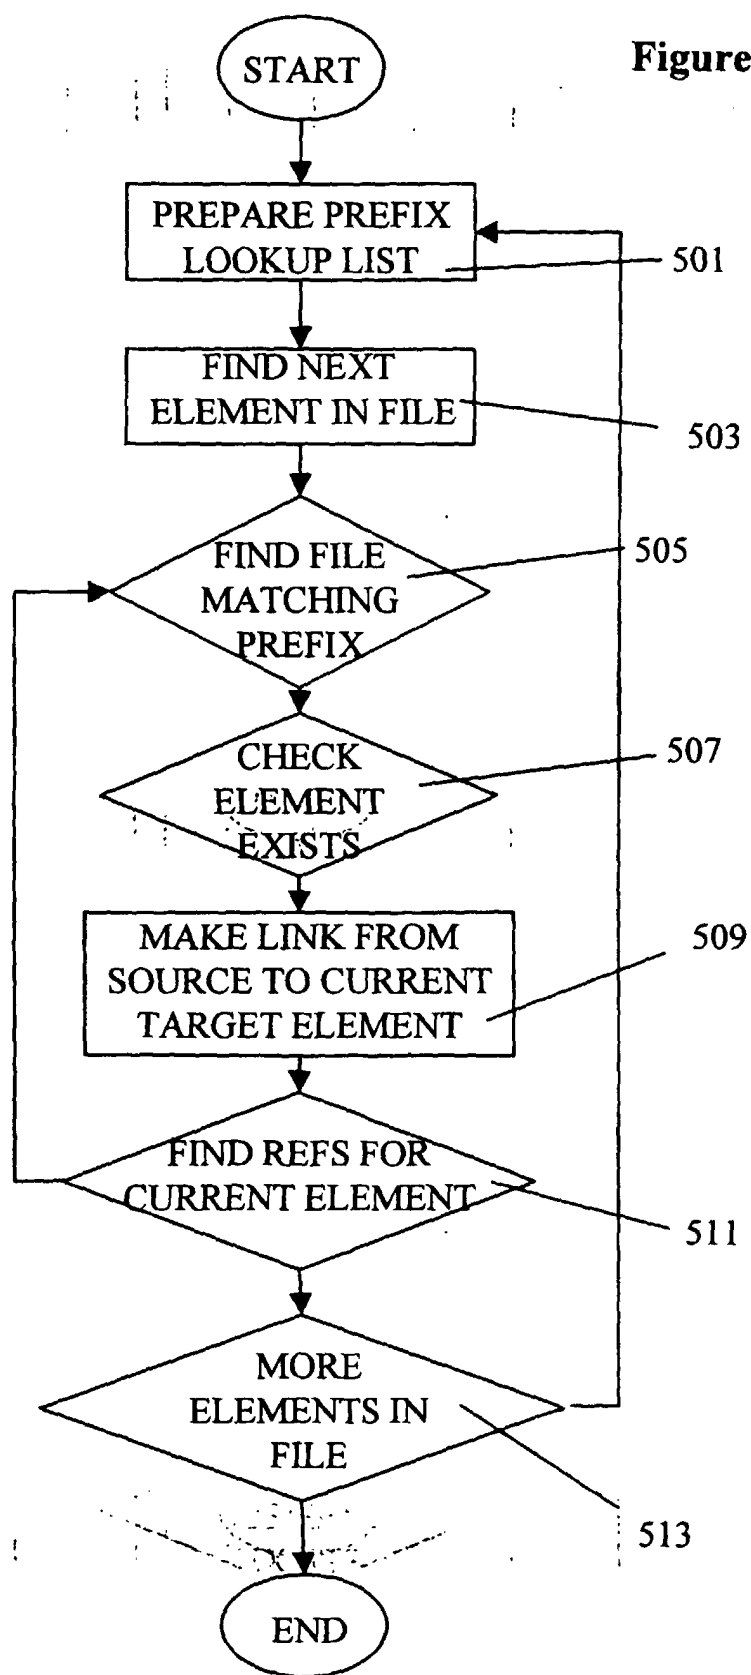 Figure
START
PREPARE PREFIX
LOOKUP LIST
501
FIND NEXT
ELEMENT IN FILE
503
FIND FILE
MATCHING
PREFIX
505
CHECK
ELEMENT
EXISTS
507
MAKE LINK FROM
SOURCE TO CURRENT
TARGET ELEMENT
509
FIND REFS FOR
CURRENT ELEMENT
511
MORE
ELEMENTS IN
FILE
513
END